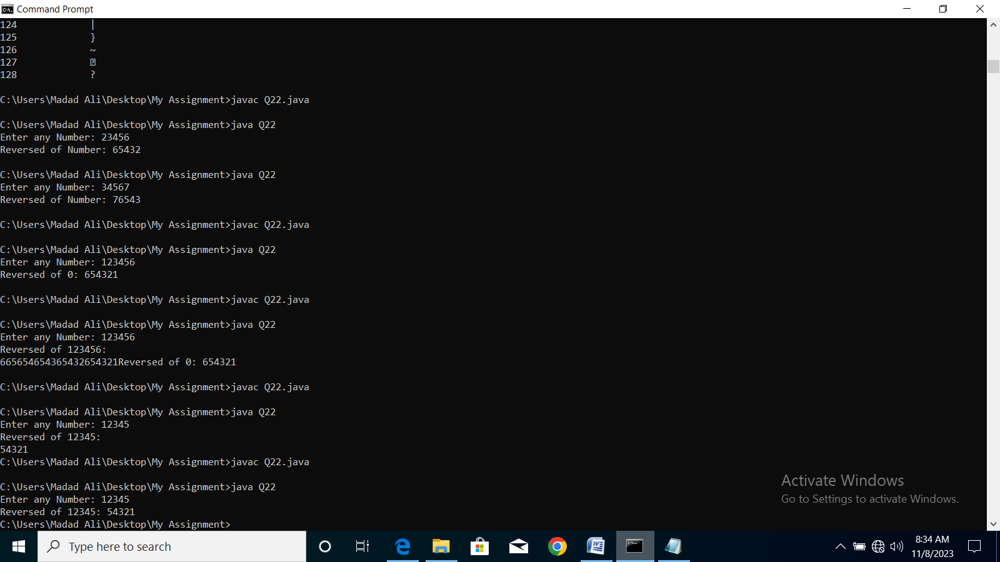 Command Prompt
124 |
125 }
126 ~
127 ⍰
128 ?
C:\Users\Madad Ali\Desktop\My Assignment>javac Q22.java
C:\Users\Madad Ali\Desktop\My Assignment>java Q22
Enter any Number: 23456
Reversed of Number: 65432
C:\Users\Madad Ali\Desktop\My Assignment>java Q22
Enter any Number: 34567
Reversed of Number: 76543
C:\Users\Madad Ali\Desktop\My Assignment>javac Q22.java
C:\Users\Madad Ali\Desktop\My Assignment>java Q22
Enter any Number: 123456
Reversed of 0: 654321
C:\Users\Madad Ali\Desktop\My Assignment>javac Q22.java
C:\Users\Madad Ali\Desktop\My Assignment>java Q22
Enter any Number: 123456
Reversed of 123456:
665654654365432654321Reversed of 0: 654321
C:\Users\Madad Ali\Desktop\My Assignment>javac Q22.java
C:\Users\Madad Ali\Desktop\My Assignment>java Q22
Enter any Number: 12345
Reversed of 12345:
54321
C:\Users\Madad Ali\Desktop\My Assignment>javac Q22.java
C:\Users\Madad Ali\Desktop\My Assignment>java Q22
Enter any Number: 12345
Reversed of 12345: 54321
C:\Users\Madad Ali\Desktop\My Assignment>
Activate Windows
Go to Settings to activate Windows.
Type here to search
8:34 AM
11/8/2023